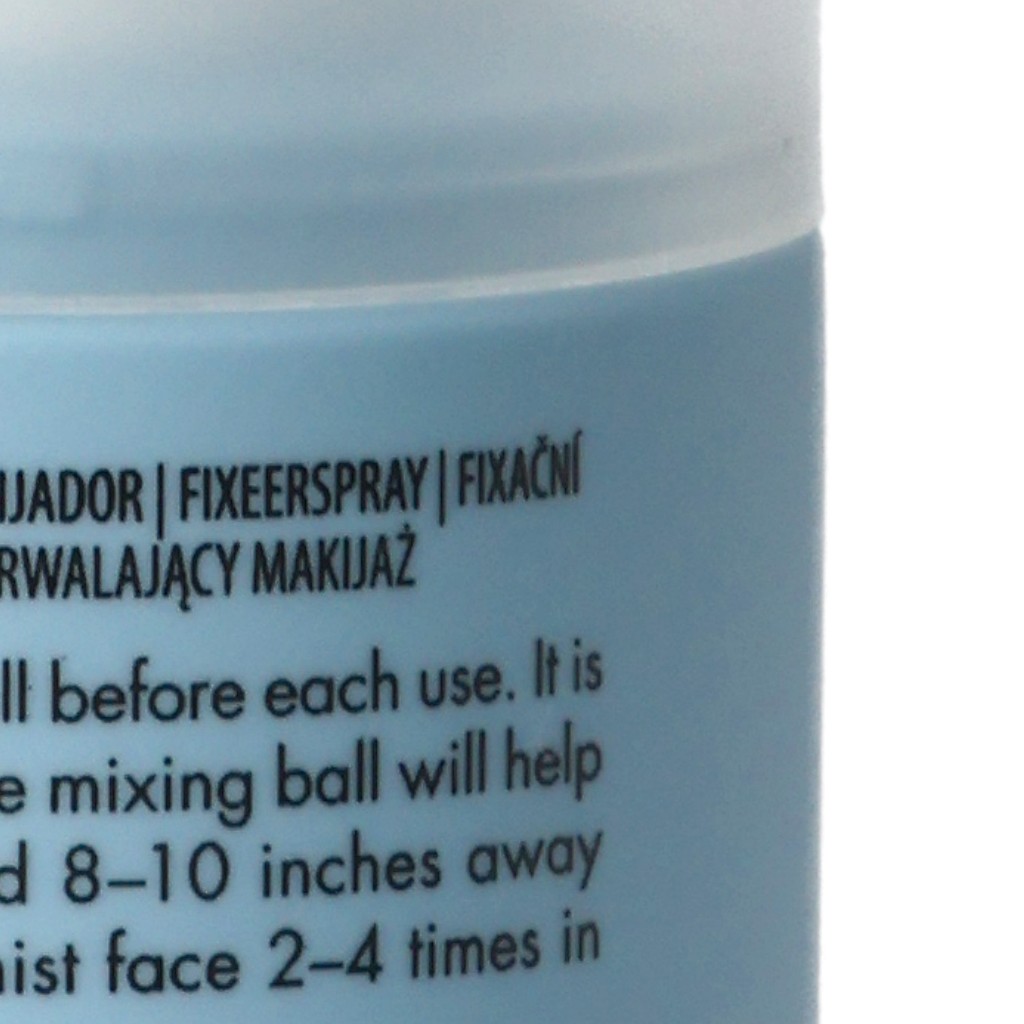 IJADOR | FIXEERSPRAY | FIXAČNÍ
RWALAJĄCY MAKIJAŻ
ll before each use. It is
e mixing ball will help
d 8–10 inches away
ist face 2–4 times in